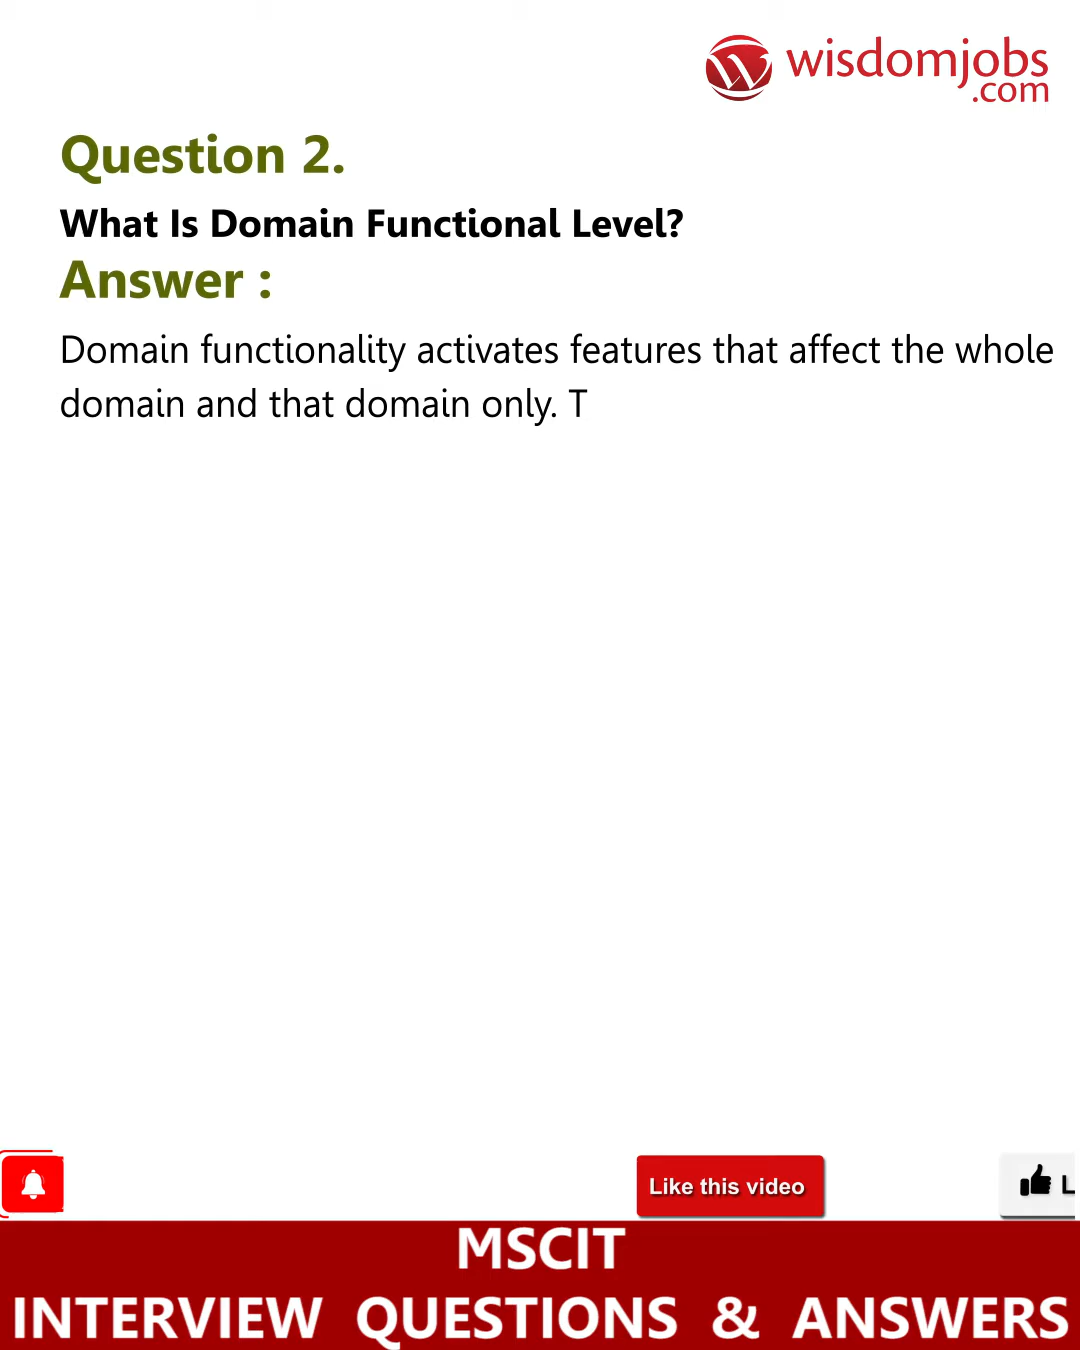 wisdomjobs
.com
Question 2.
What Is Domain Functional Level?
Answer :
Domain functionality activates features that affect the whole
domain and that domain only. T
Like this video
L
MSCIT
INTERVIEW QUESTIONS & ANSWERS